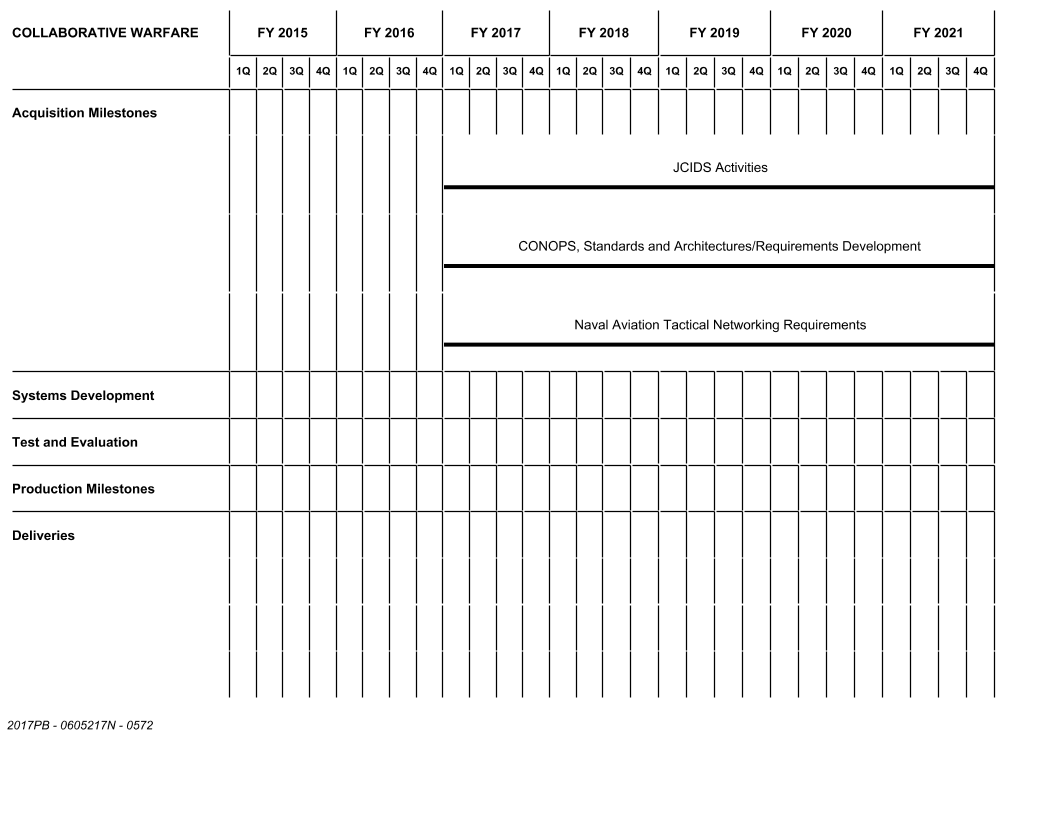 COLLABORATIVE WARFARE FY 2015 FY 2016 FY 2017 FY 2018 FY 2019 FY 2020 FY 2021
1Q 2Q 3Q 4Q 1Q 2Q 3Q 4Q 1Q 2Q 3Q 4Q 1Q 2Q 3Q 4Q 1Q 2Q 3Q 4Q 1Q 2Q 3Q 4Q 1Q 2Q 3Q 4Q
Acquisition Milestones
JCIDS Activities
CONOPS, Standards and Architectures/Requirements Development
Naval Aviation Tactical Networking Requirements
Systems Development
Test and Evaluation
Production Milestones
Deliveries
2017PB - 0605217N - 0572